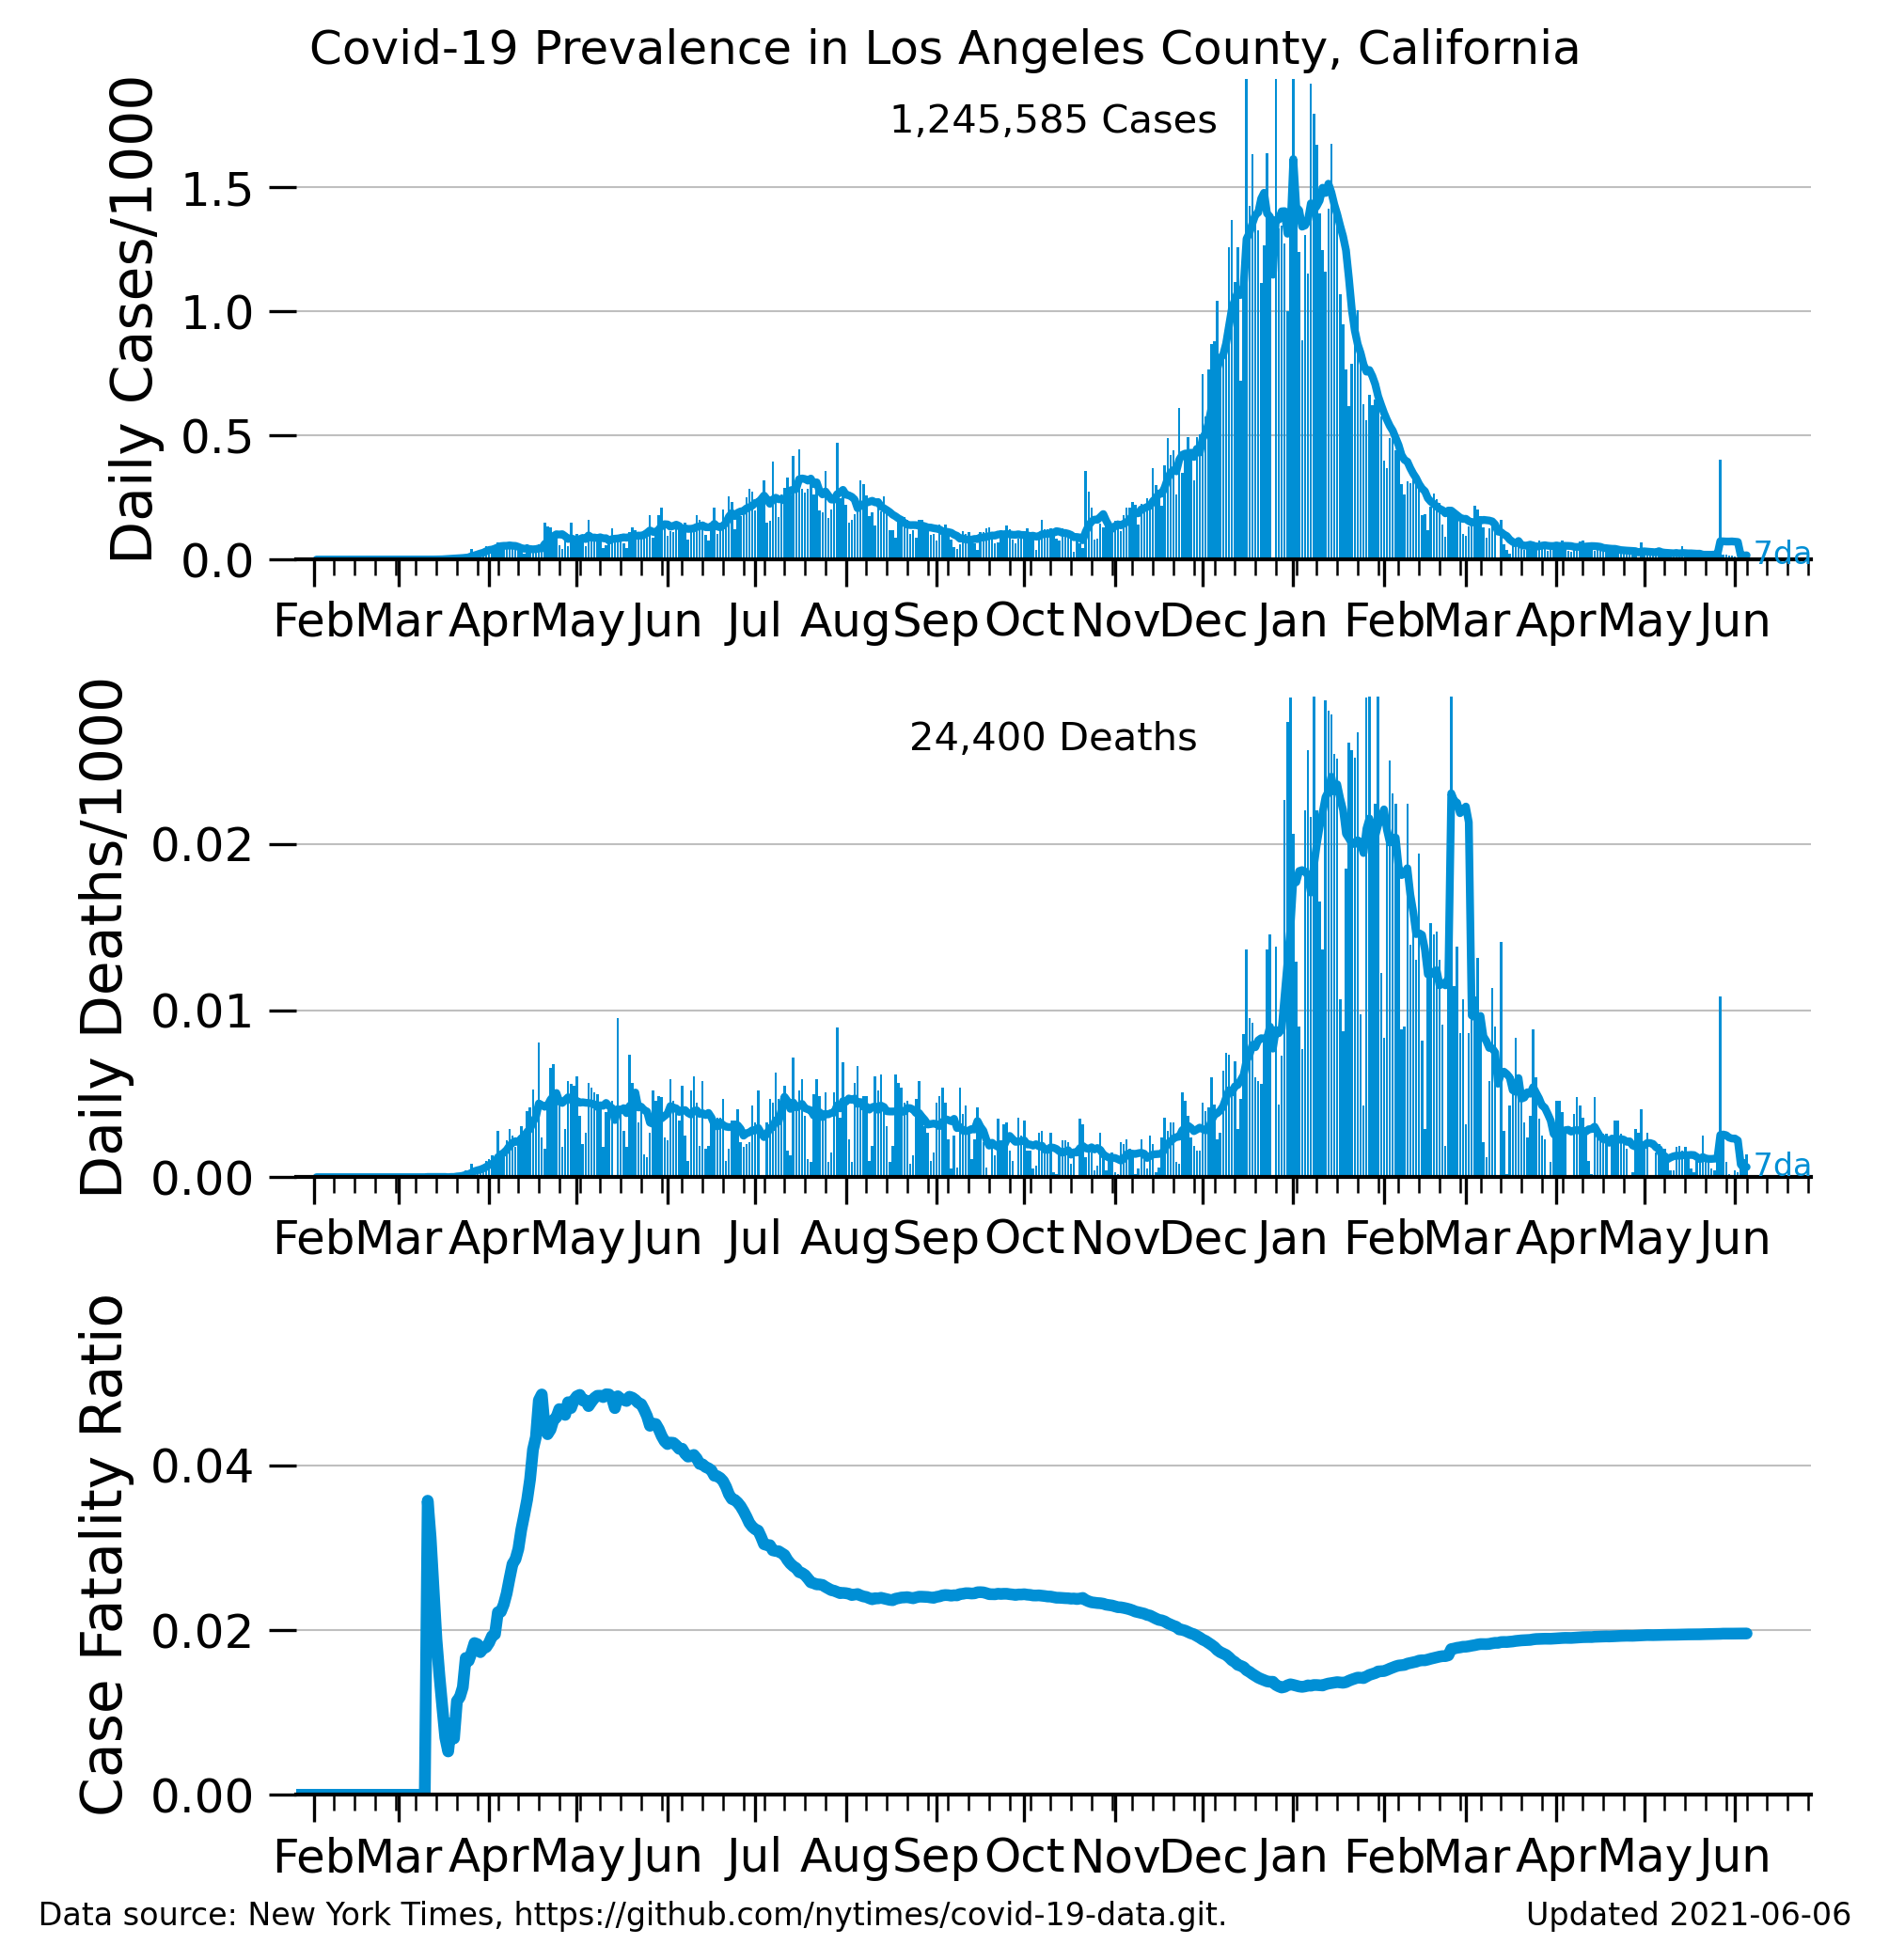 Covid-19 Prevalence in Los Angeles County, California
1,245,585 Cases
Daily Cases/1000
1.5
1.0
0.5
0.0
7da
Feb Mar Apr May Jun Jul Aug Sep Oct Nov Dec Jan Feb Mar Apr May Jun
24,400 Deaths
Daily Deaths/1000
0.02
0.01
0.00
7da
Feb Mar Apr May Jun Jul Aug Sep Oct Nov Dec Jan Feb Mar Apr May Jun
Case Fatality Ratio
0.04
0.02
0.00
Feb Mar Apr May Jun Jul Aug Sep Oct Nov Dec Jan Feb Mar Apr May Jun
Data source: New York Times, https://github.com/nytimes/covid-19-data.git.
Updated 2021-06-06